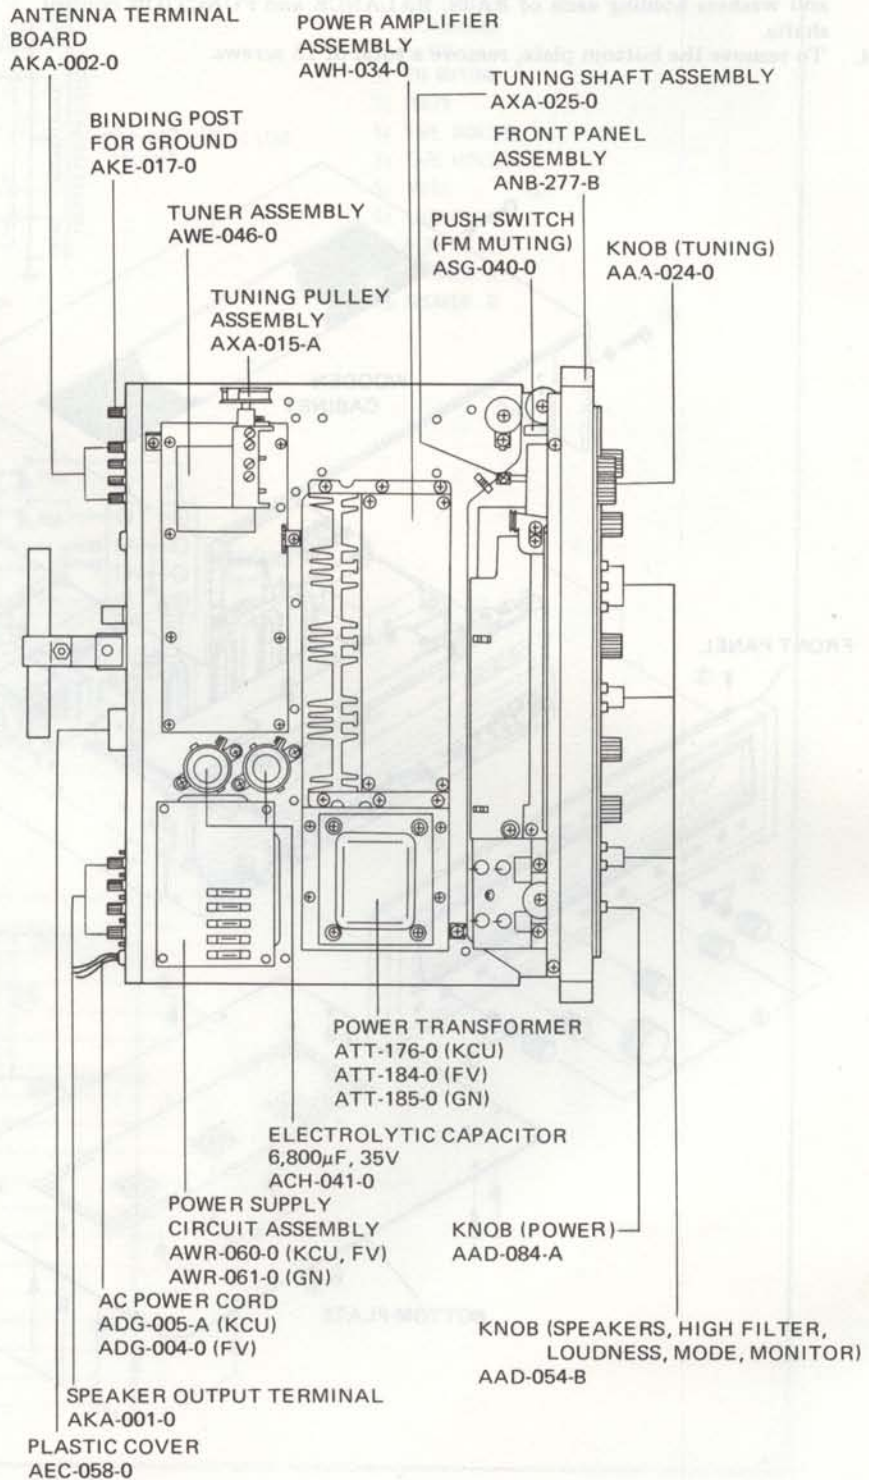 ANTENNA TERMINAL
BOARD
AKA-002-0
POWER AMPLIFIER
ASSEMBLY
AWH-034-0
TUNING SHAFT ASSEMBLY
AXA-025-0
BINDING POST
FOR GROUND
AKE-017-0
FRONT PANEL
ASSEMBLY
ANB-277-B
TUNER ASSEMBLY
AWE-046-0
PUSH SWITCH
(FM MUTING)
ASG-040-0
KNOB (TUNING)
AAA-024-0
TUNING PULLEY
ASSEMBLY
AXA-015-A
POWER TRANSFORMER
ATT-176-0 (KCU)
ATT-184-0 (FV)
ATT-185-0 (GN)
ELECTROLYTIC CAPACITOR
6,800µF, 35V
ACH-041-0
POWER SUPPLY
CIRCUIT ASSEMBLY
AWR-060-0 (KCU, FV)
AWR-061-0 (GN)
KNOB (POWER)
AAD-084-A
AC POWER CORD
ADG-005-A (KCU)
ADG-004-0 (FV)
KNOB (SPEAKERS, HIGH FILTER,
LOUDNESS, MODE, MONITOR)
AAD-054-B
SPEAKER OUTPUT TERMINAL
AKA-001-0
PLASTIC COVER
AEC-058-0